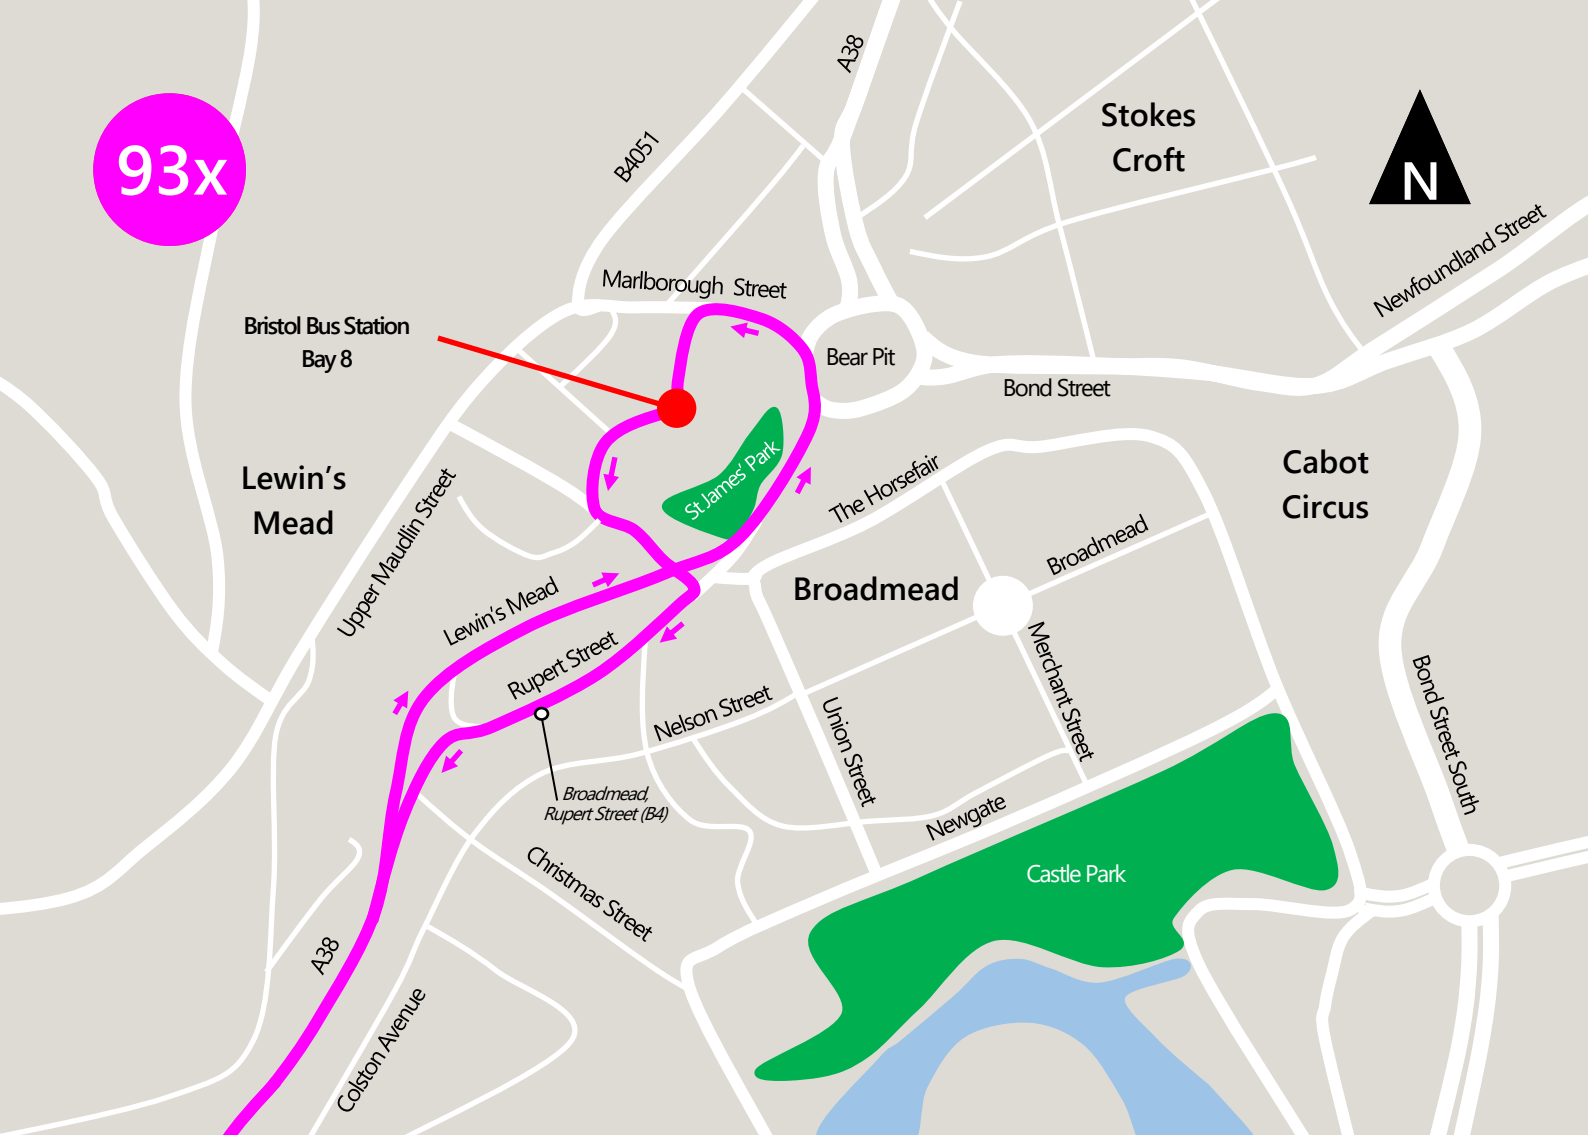 A38
Stokes
Croft
N
93x
B4051
Newfoundland Street
Marlborough Street
Bristol Bus Station
Bay 8
Bear Pit
Bond Street
St James' Park
The Horsefair
Cabot
Circus
Lewin's
Mead
Upper Maudlin Street
Broadmead
Broadmead
Lewin's Mead
Rupert Street
Merchant Street
Nelson Street
Union Street
Bond Street South
Broadmead,
Rupert Street (B4)
Newgate
Christmas Street
Castle Park
A38
Colston Avenue